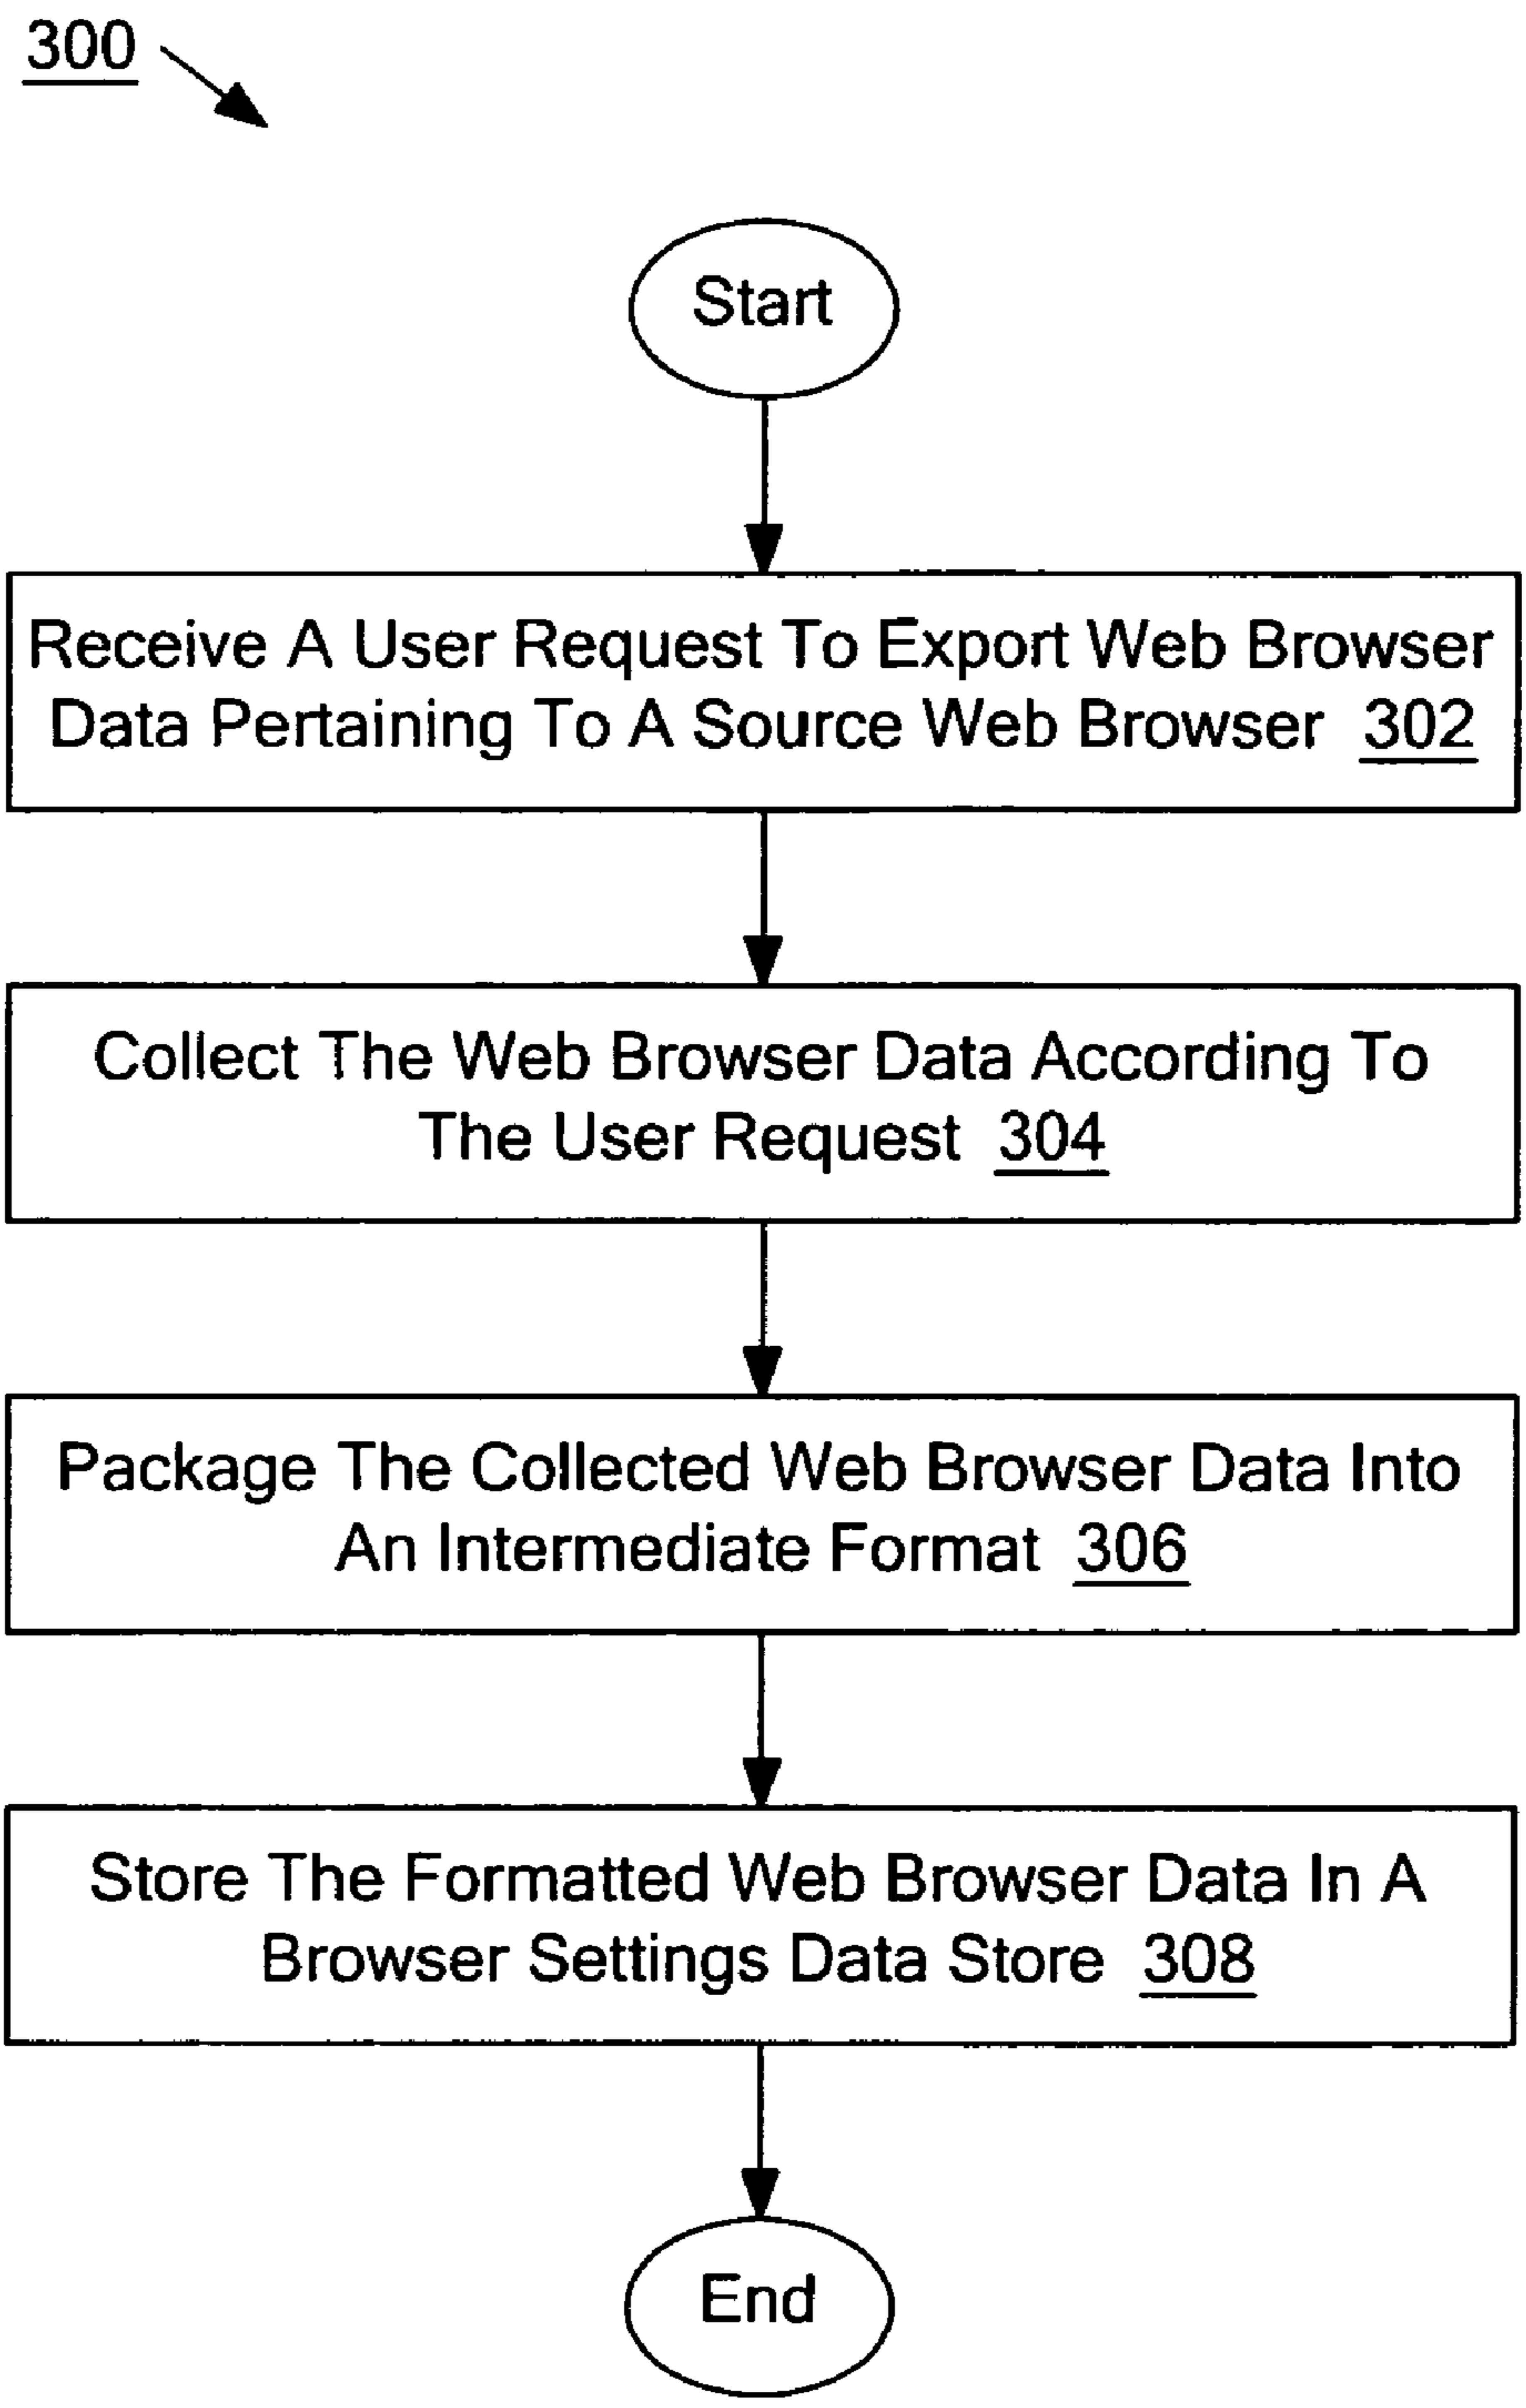 300
Start
Receive A User Request To Export Web Browser
Data Pertaining To A Source Web Browser 302
Collect The Web Browser Data According To
The User Request 304
Package The Collected Web Browser Data Into
An Intermediate Format 306
Store The Formatted Web Browser Data In A
Browser Settings Data Store 308
End